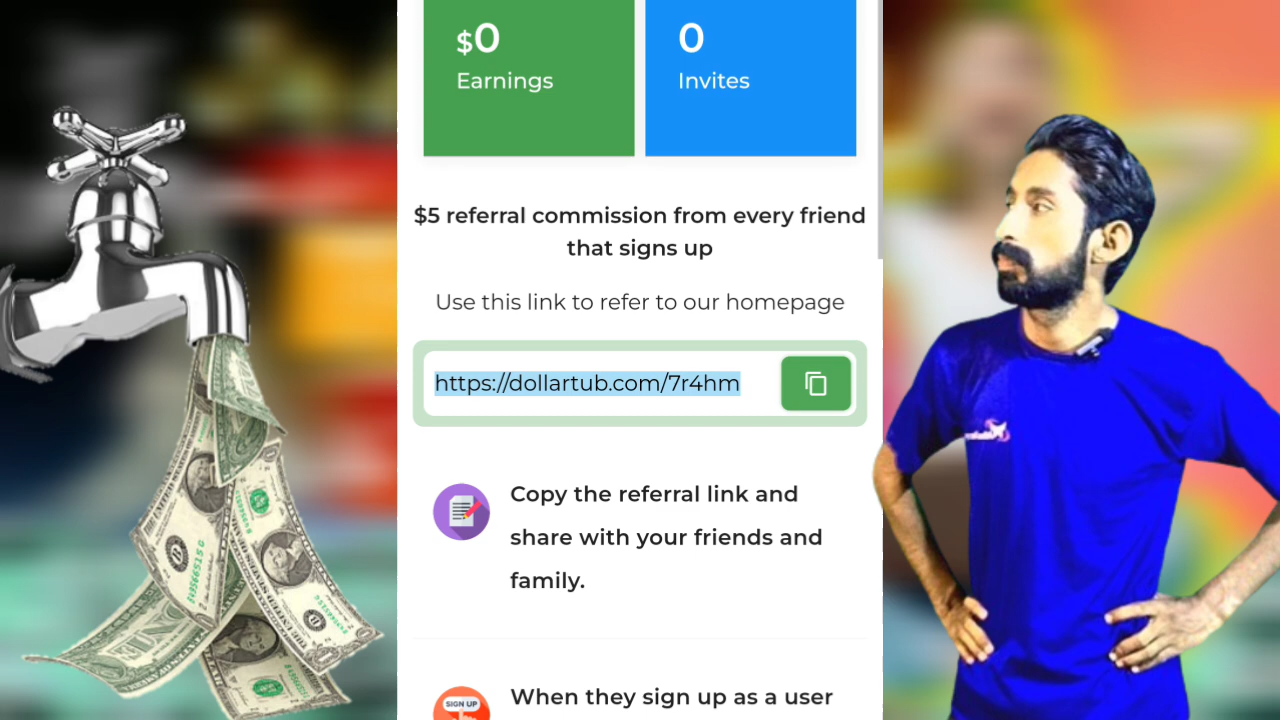 $0
Earnings
0
Invites
$5 referral commission from every friend
that signs up
Use this link to refer to our homepage
https://dollartub.com/7r4hm
Copy the referral link and
share with your friends and
family.
SIGN UP
When they sign up as a user